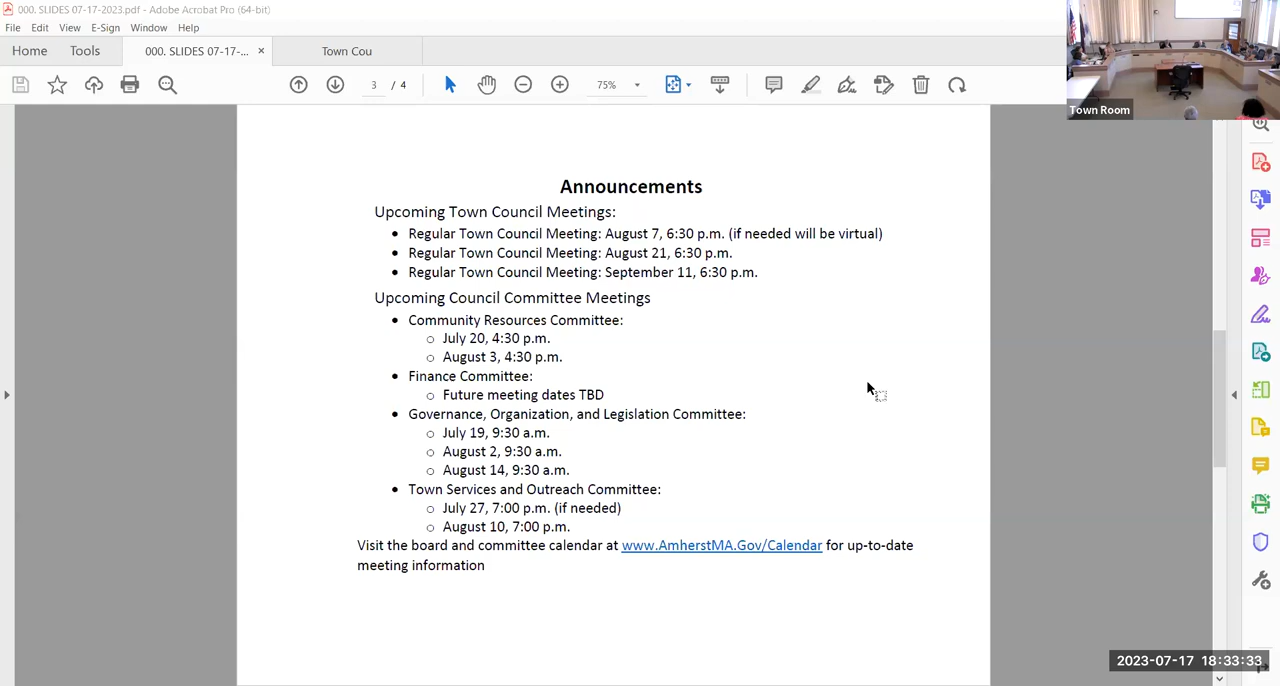 000. SLIDES 07-17-2023.pdf - Adobe Acrobat Pro (64-bit)
File Edit View E-Sign Window Help
Home Tools 000. SLIDES 07-17-... × Town Cou
3 / 4 75%
Town Room
Announcements
Upcoming Town Council Meetings:
• Regular Town Council Meeting: August 7, 6:30 p.m. (if needed will be virtual)
• Regular Town Council Meeting: August 21, 6:30 p.m.
• Regular Town Council Meeting: September 11, 6:30 p.m.
Upcoming Council Committee Meetings
• Community Resources Committee:
o July 20, 4:30 p.m.
o August 3, 4:30 p.m.
• Finance Committee:
o Future meeting dates TBD
• Governance, Organization, and Legislation Committee:
o July 19, 9:30 a.m.
o August 2, 9:30 a.m.
o August 14, 9:30 a.m.
• Town Services and Outreach Committee:
o July 27, 7:00 p.m. (if needed)
o August 10, 7:00 p.m.
Visit the board and committee calendar at www.AmherstMA.Gov/Calendar for up-to-date
meeting information
2023-07-17 18:33:33